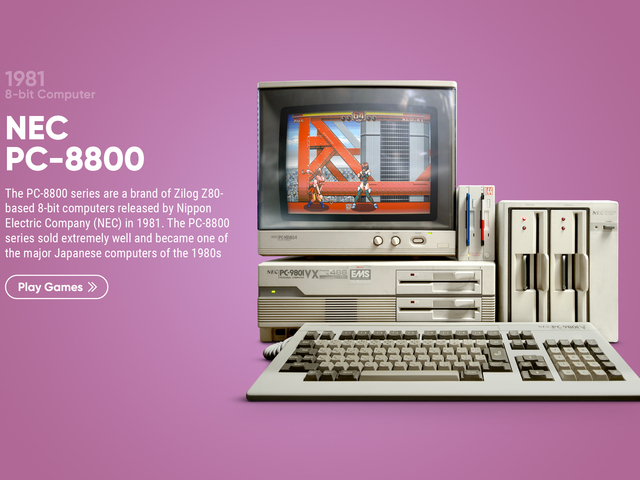 1981
8-bit Computer
NEC
PC-8800
The PC-8800 series are a brand of Zilog Z80-
based 8-bit computers released by Nippon
Electric Company (NEC) in 1981. The PC-8800
series sold extremely well and became one of
the major Japanese computers of the 1980s
Play Games
64
NEC PC-9801VX EMS